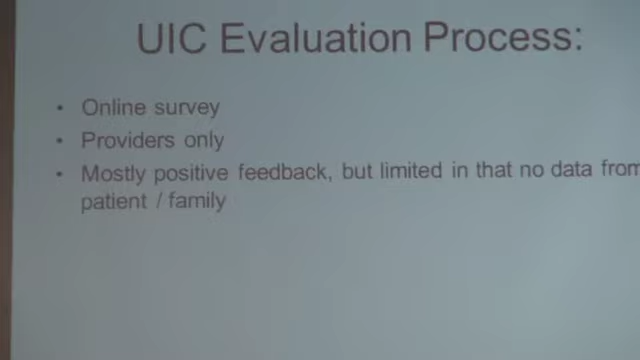 UIC Evaluation Process:
• Online survey
• Providers only
• Mostly positive feedback, but limited in that no data from
patient / family